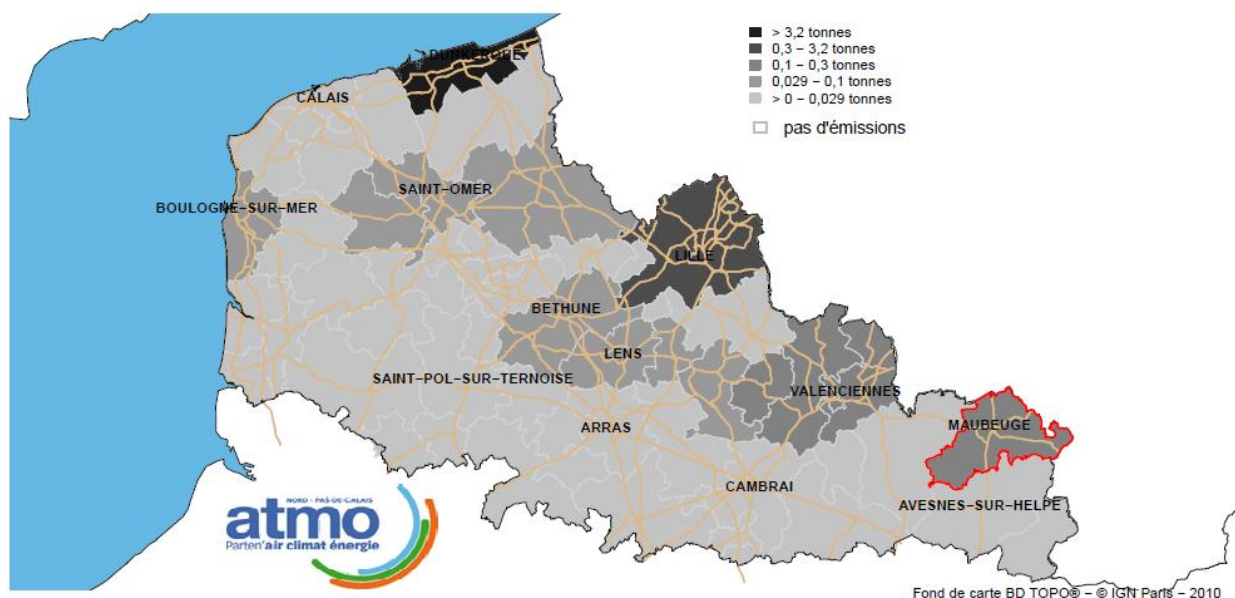 > 3,2 tonnes
0,3 − 3,2 tonnes
0,1 − 0,3 tonnes
0,029 − 0,1 tonnes
> 0 − 0,029 tonnes
pas d'émissions
DUNKERQUE
CALAIS
SAINT−OMER
BOULOGNE−SUR−MER
LILLE
BETHUNE
LENS
SAINT−POL−SUR−TERNOISE
VALENCIENNES
ARRAS
MAUBEUGE
CAMBRAI
AVESNES−SUR−HELPE
NORD - PAS-DE-CALAIS
atmo
Parten'air climat énergie
Fond de carte BD TOPO® − © IGN Paris − 2010